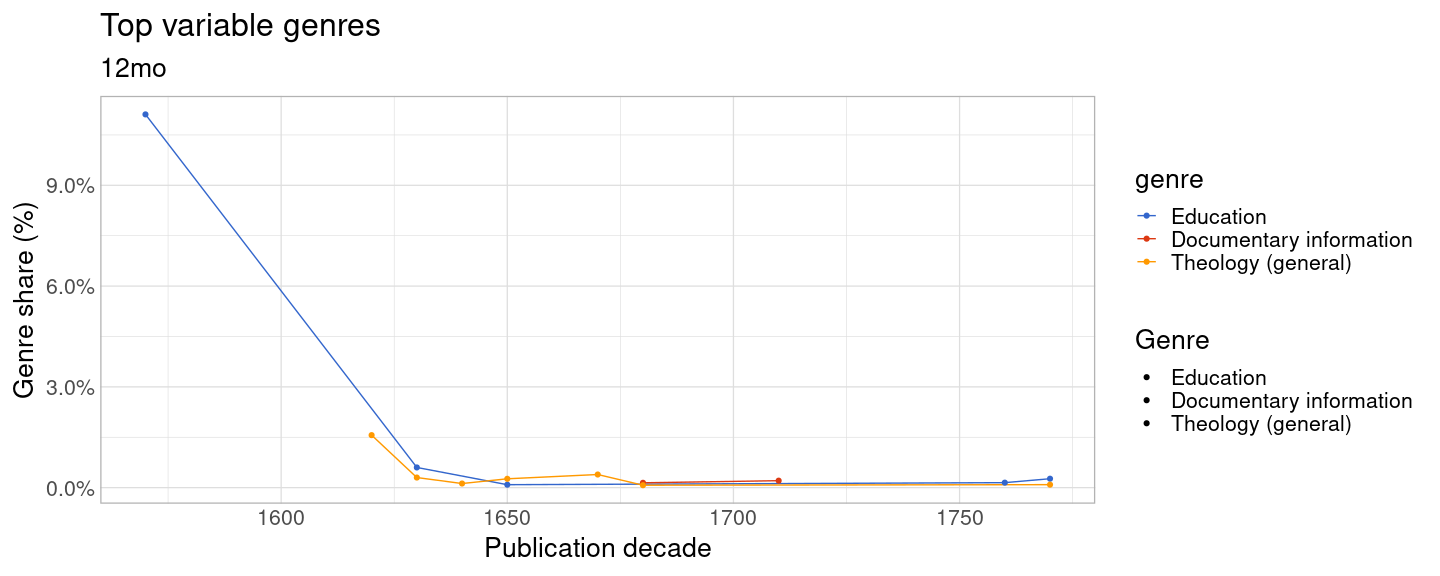 Top variable genres
12mo
Genre share (%)
9.0%
6.0%
3.0%
0.0%
1600
1650
1700
1750
Publication decade
genre
Education
Documentary information
Theology (general)
Genre
Education
Documentary information
Theology (general)